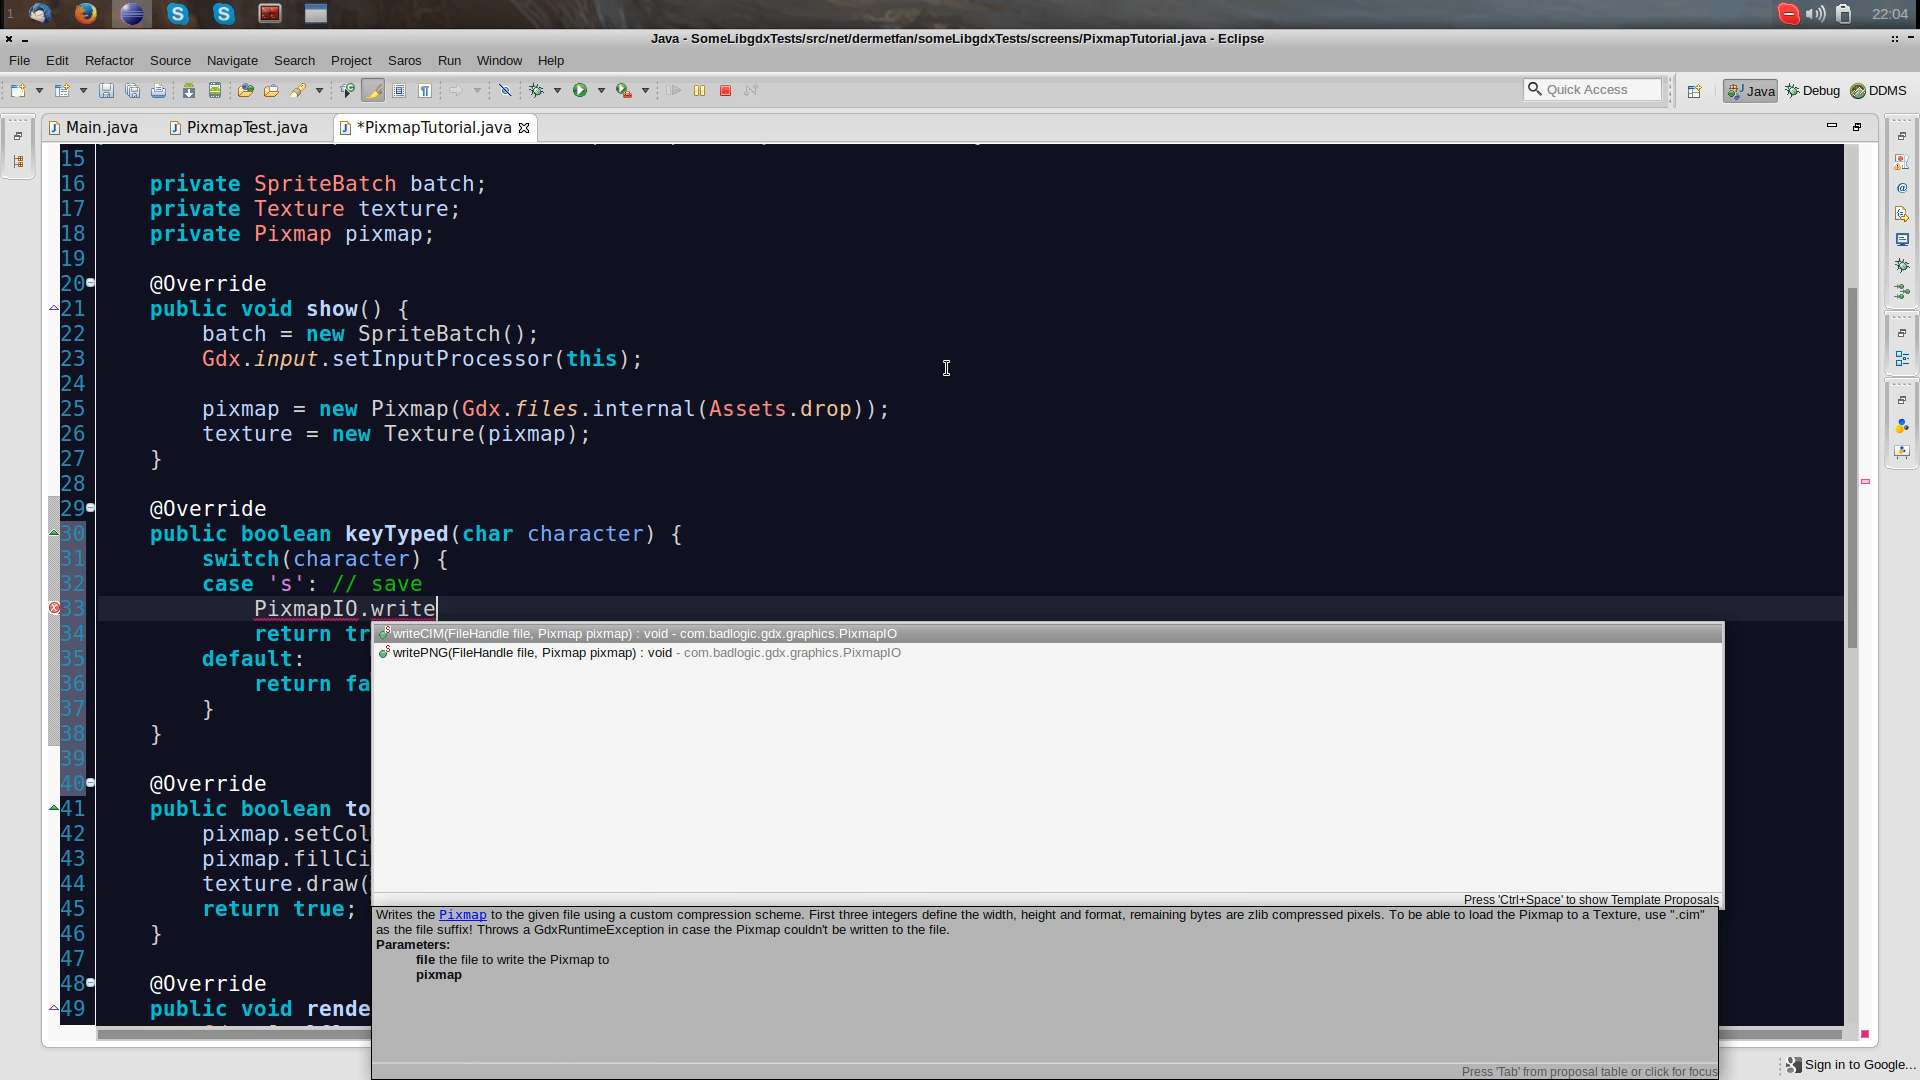 1
22:04
Java - SomeLibgdxTests/src/net/dermetfan/someLibgdxTests/screens/PixmapTutorial.java - Eclipse
File Edit Refactor Source Navigate Search Project Saros Run Window Help
Quick Access
Java Debug DDMS
Main.java PixmapTest.java *PixmapTutorial.java
15
16 private SpriteBatch batch;
17 private Texture texture;
18 private Pixmap pixmap;
19
20 @Override
21 public void show() {
22 batch = new SpriteBatch();
23 Gdx.input.setInputProcessor(this);
24
25 pixmap = new Pixmap(Gdx.files.internal(Assets.drop));
26 texture = new Texture(pixmap);
27 }
28
29 @Override
30 public boolean keyTyped(char character) {
31 switch(character) {
32 case 's': // save
33 PixmapIO.write
34 return tr
35 default:
36 return fa
37 }
38 }
39
40 @Override
41 public boolean to
42 pixmap.setCol
43 pixmap.fillCi
44 texture.draw(
45 return true;
46 }
47
48 @Override
49 public void rende
writeCIM(FileHandle file, Pixmap pixmap) : void - com.badlogic.gdx.graphics.PixmapIO
writePNG(FileHandle file, Pixmap pixmap) : void - com.badlogic.gdx.graphics.PixmapIO
Press 'Ctrl+Space' to show Template Proposals
Writes the Pixmap to the given file using a custom compression scheme. First three integers define the width, height and format, remaining bytes are zlib compressed pixels. To be able to load the Pixmap to a Texture, use ".cim"
as the file suffix! Throws a GdxRuntimeException in case the Pixmap couldn't be written to the file.
Parameters:
file the file to write the Pixmap to
pixmap
Press 'Tab' from proposal table or click for focus
Sign in to Google...